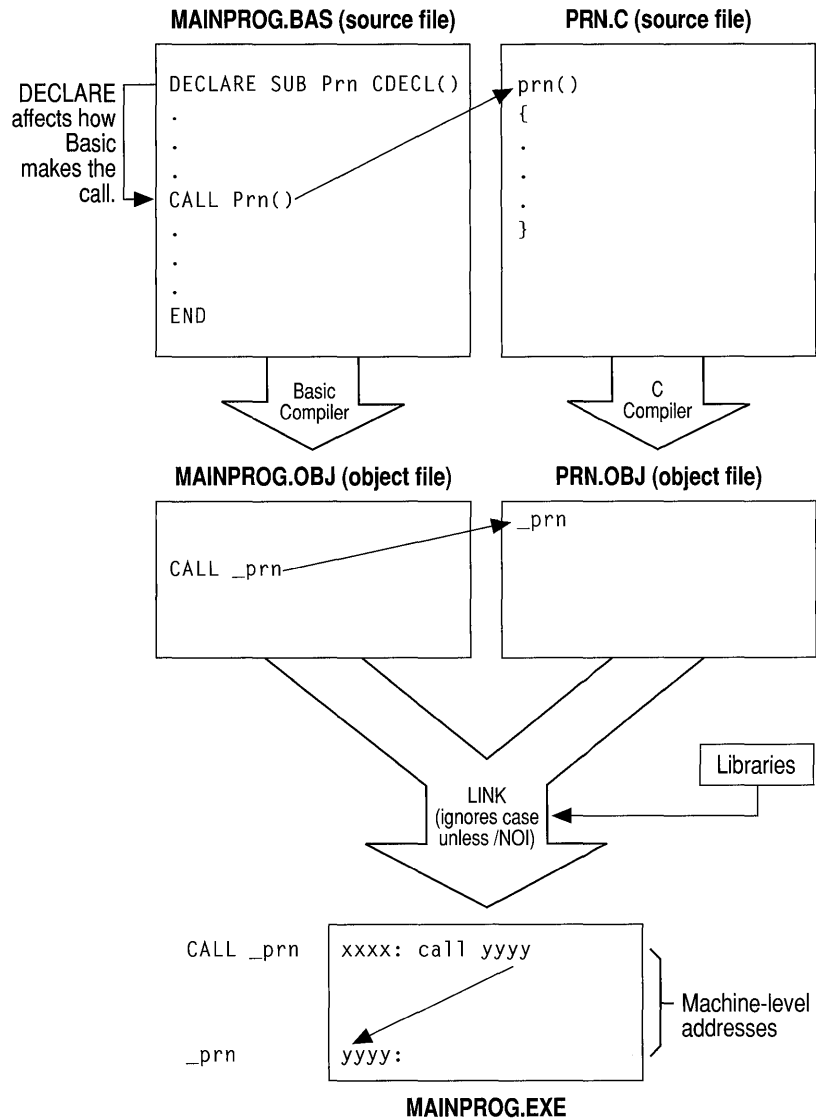 MAINPROG.BAS (source file)
PRN.C (source file)
DECLARE
affects how
Basic
makes the
call.
DECLARE SUB Prn CDECL()
.
.
.
CALL Prn()
.
.
.
END
prn()
{
.
.
.
}
Basic
Compiler
C
Compiler
MAINPROG.OBJ (object file)
PRN.OBJ (object file)
CALL _prn
_prn
LINK
(ignores case
unless /NOI)
Libraries
CALL _prn
xxxx: call yyyy
_prn
yyyy:
Machine-level
addresses
MAINPROG.EXE